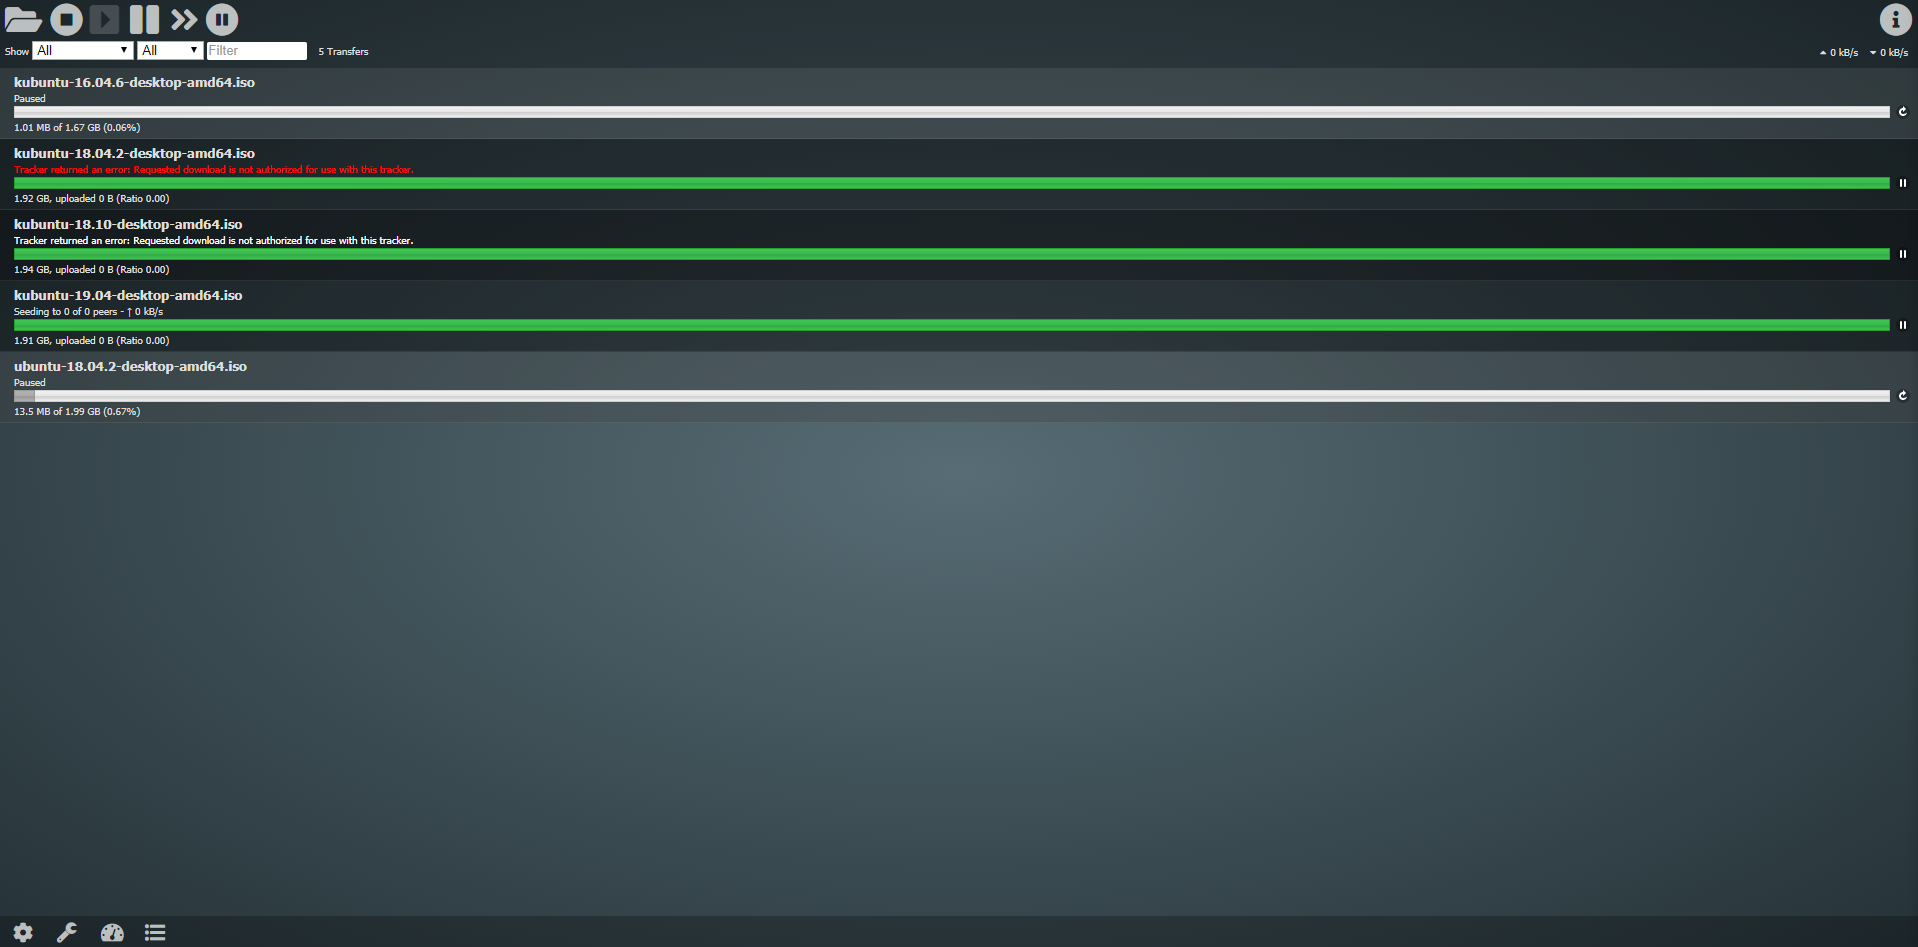 Show All All Filter 5 Transfers 0 kB/s 0 kB/s
kubuntu-16.04.6-desktop-amd64.iso
Paused
1.01 MB of 1.67 GB (0.06%)
kubuntu-18.04.2-desktop-amd64.iso
Tracker returned an error: Requested download is not authorized for use with this tracker.
1.92 GB, uploaded 0 B (Ratio 0.00)
kubuntu-18.10-desktop-amd64.iso
Tracker returned an error: Requested download is not authorized for use with this tracker.
1.94 GB, uploaded 0 B (Ratio 0.00)
kubuntu-19.04-desktop-amd64.iso
Seeding to 0 of 0 peers - ↑ 0 kB/s
1.91 GB, uploaded 0 B (Ratio 0.00)
ubuntu-18.04.2-desktop-amd64.iso
Paused
13.5 MB of 1.99 GB (0.67%)